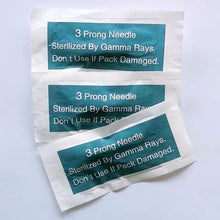 3 Prong Needle
Sterilized By Gamma Rays.
Don't Use If Pack Damaged.
3 Prong Needle
Sterilized By Gamma Rays.
Don't Use If Pack Damaged.
3 Prong Needle
Sterilized By Gamma Rays.
Don't Use If Pack Damaged.